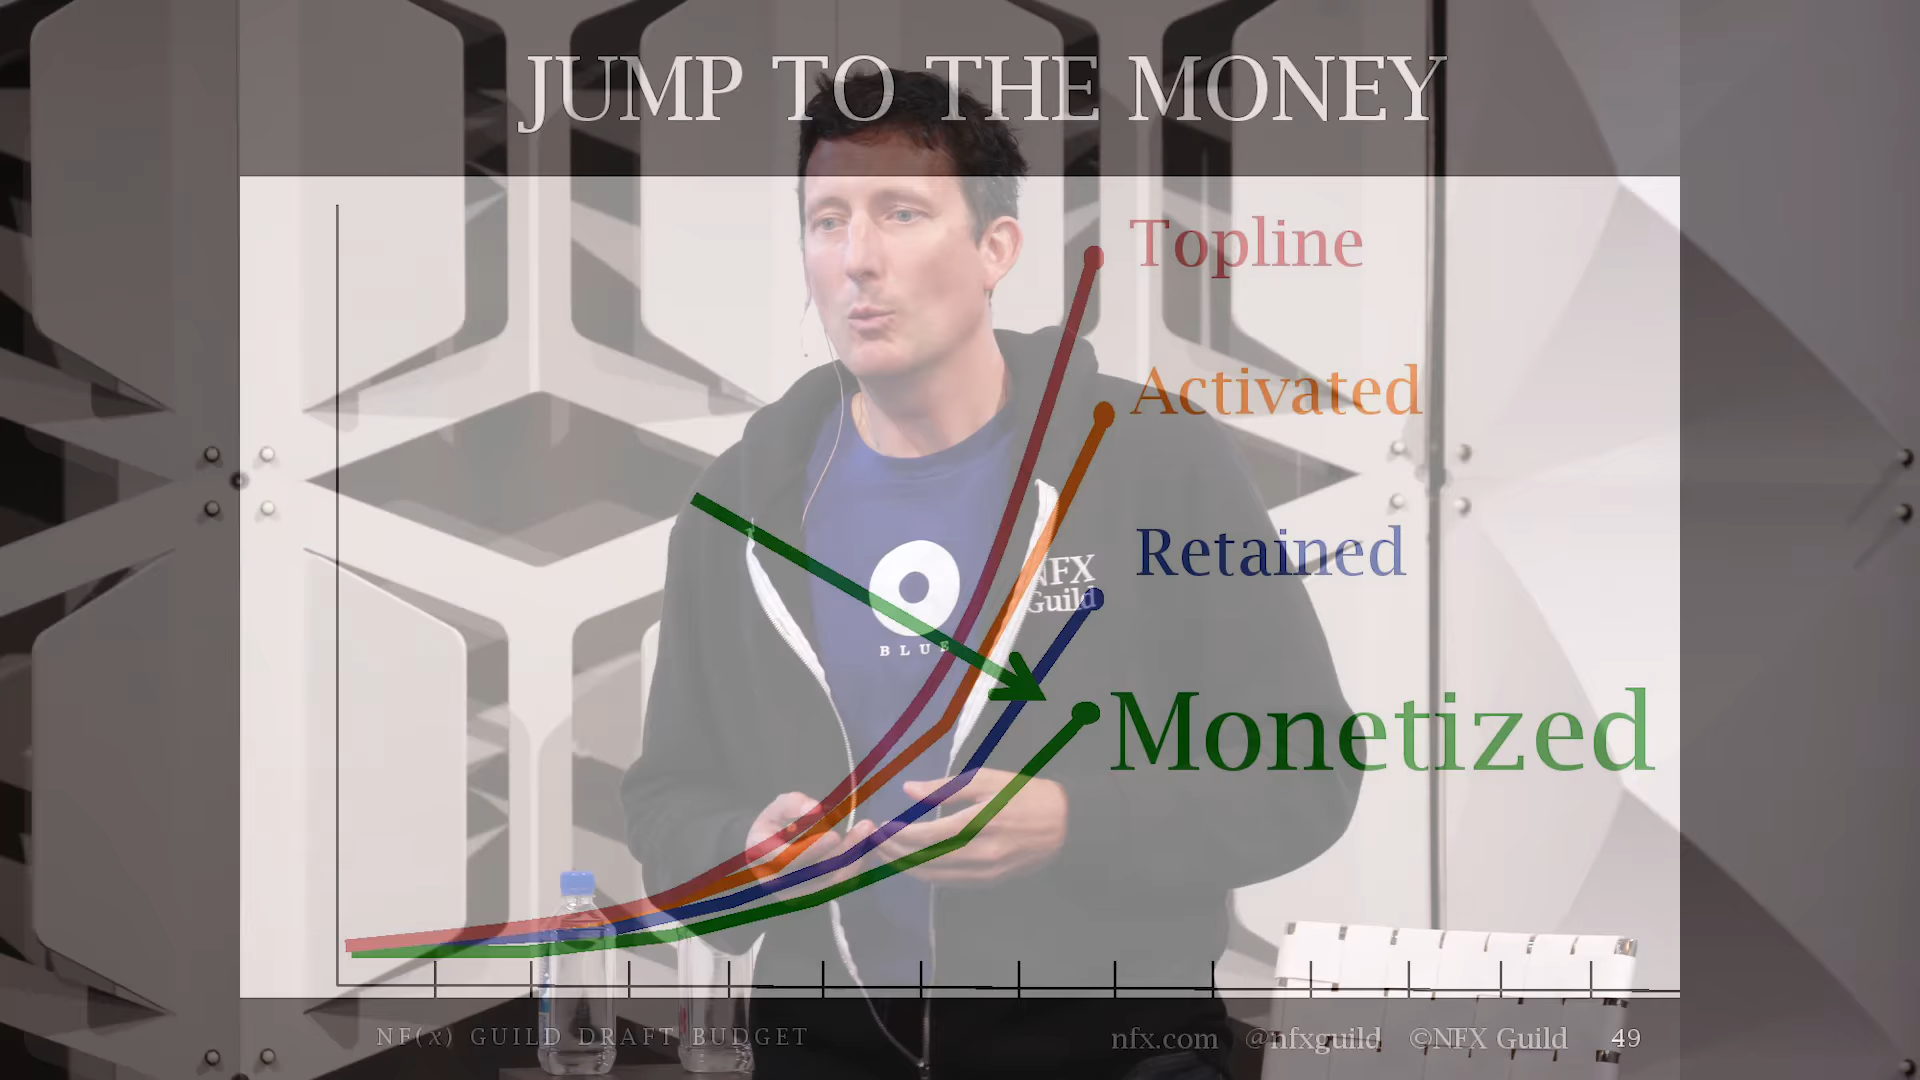 JUMP TO THE MONEY
Topline
Activated
Retained
NFX
Guild
BLUE
Monetized
NF(x) GUILD DRAFT BUDGET
nfx.com @nfxguild ©NFX Guild 49